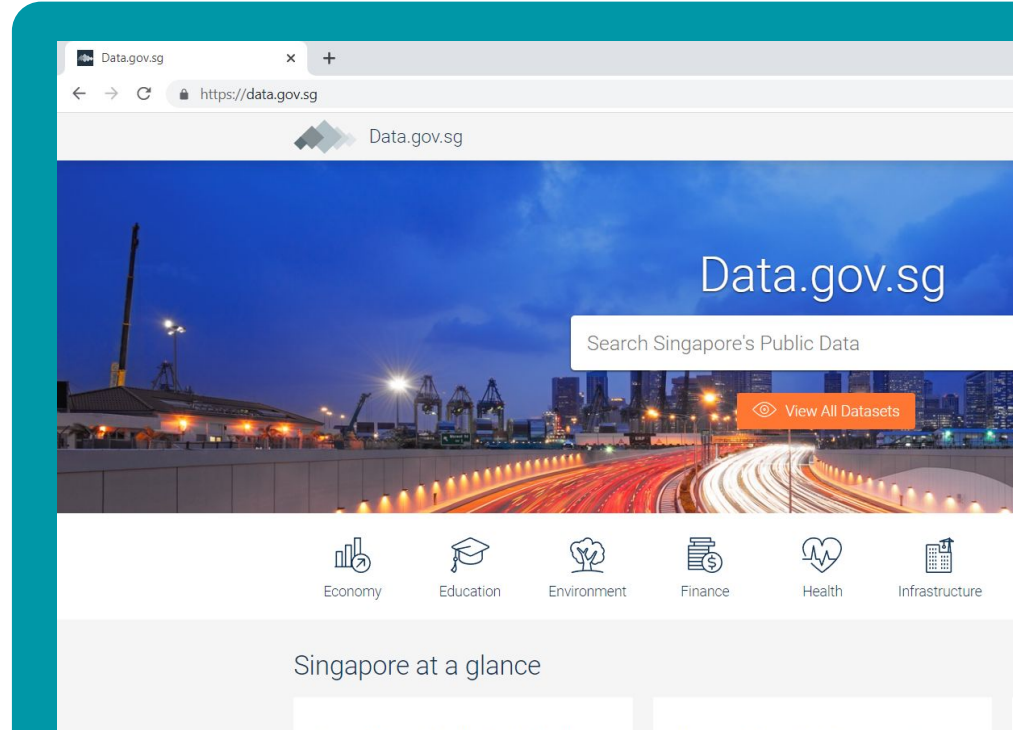 Data.gov.sg
https://data.gov.sg
Data.gov.sg
Data.gov.sg
Search Singapore's Public Data
View All Datasets
Economy
Education
Environment
Finance
Health
Infrastructure
Singapore at a glance